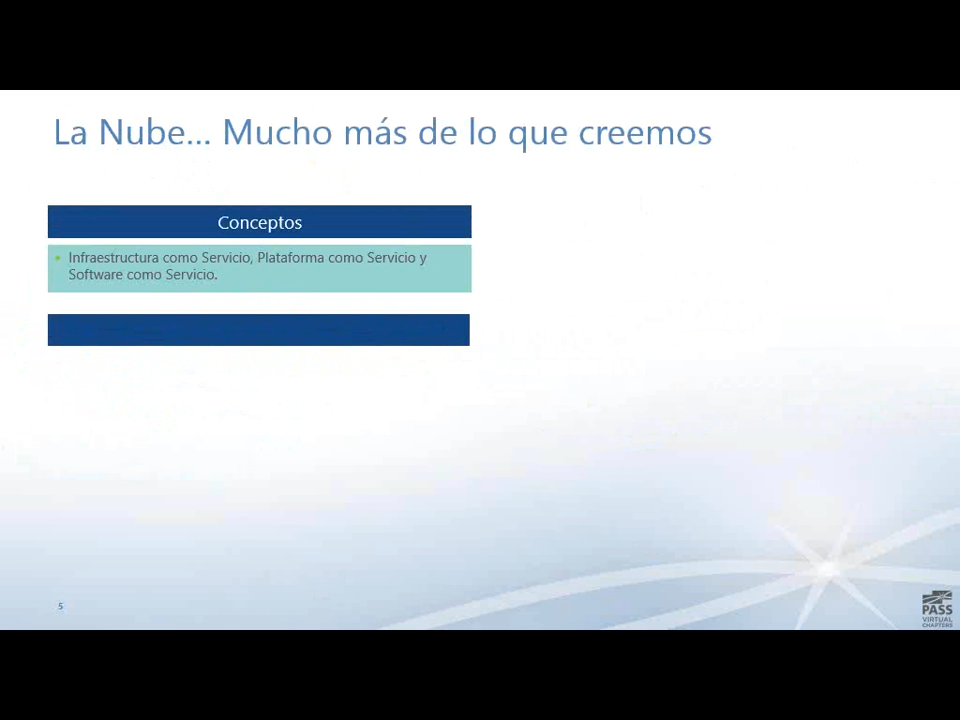 La Nube... Mucho más de lo que creemos
Conceptos
• Infraestructura como Servicio, Plataforma como Servicio y
Software como Servicio.
5
PASS
VIRTUAL
CHAPTERS